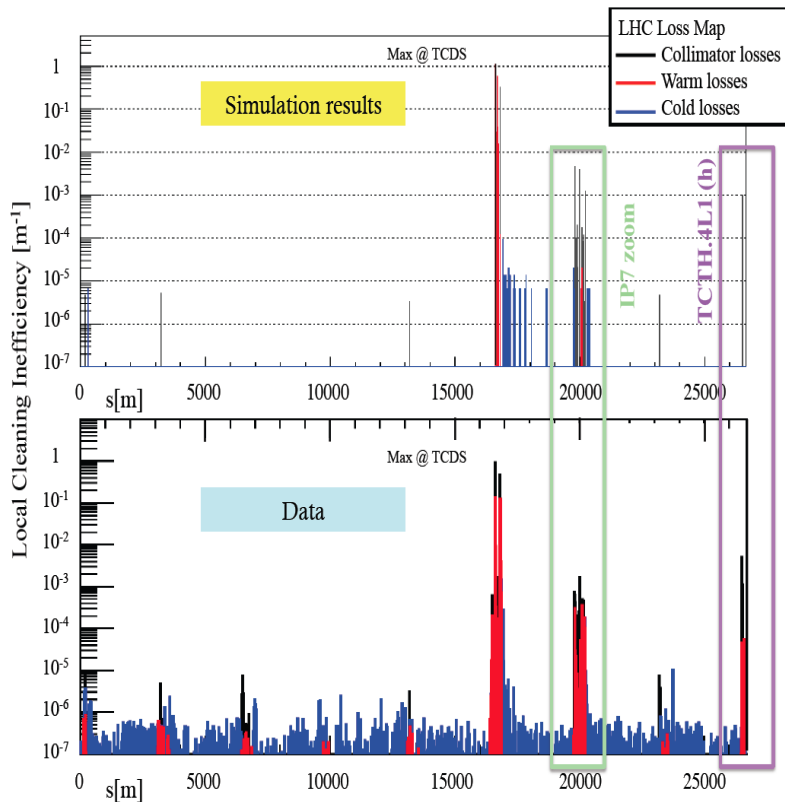 LHC Loss Map
Collimator losses
Warm losses
Cold losses
Max @ TCDS
Simulation results
Local Cleaning Inefficiency [m⁻¹]
1
10⁻¹
10⁻²
10⁻³
10⁻⁴
10⁻⁵
10⁻⁶
10⁻⁷
IP7 zoom
TCTH.4L1 (h)
0 5000 10000 15000 20000 25000
s[m]
Max @ TCDS
Data
1
10⁻¹
10⁻²
10⁻³
10⁻⁴
10⁻⁵
10⁻⁶
10⁻⁷
0 5000 10000 15000 20000 25000
s[m]